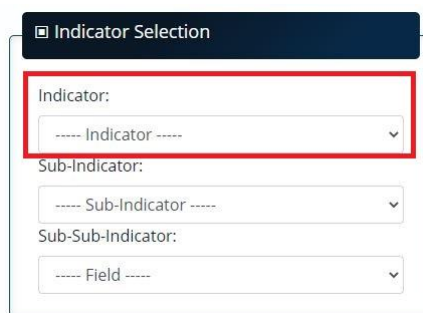 Indicator Selection
Indicator:
----- Indicator -----
Sub-Indicator:
----- Sub-Indicator -----
Sub-Sub-Indicator:
----- Field -----